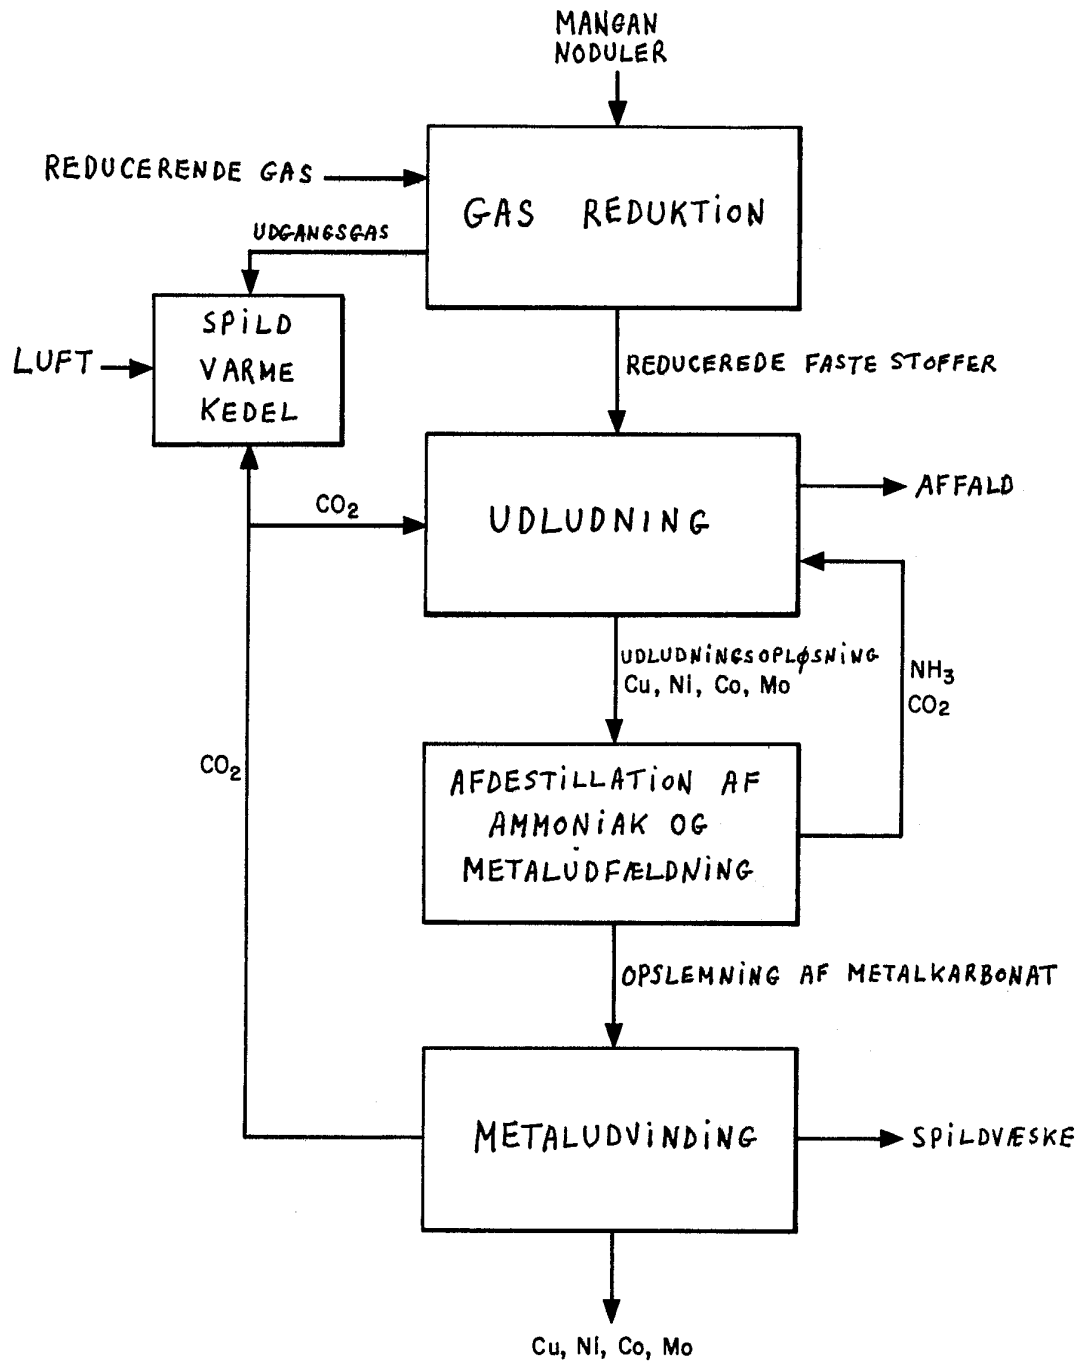 MANGAN
NODULER
REDUCERENDE GAS
GAS REDUKTION
UDGANGSGAS
SPILD
VARME
KEDEL
LUFT
REDUCEREDE FASTE STOFFER
UDLUDNING
AFFALD
CO2
UDLUDNINGSOPLØSNING
Cu, Ni, Co, Mo
NH3
CO2
CO2
AFDESTILLATION AF
AMMONIAK OG
METALUDFÆLDNING
OPSLEMNING AF METALKARBONAT
METALUDVINDING
SPILDVÆSKE
Cu, Ni, Co, Mo